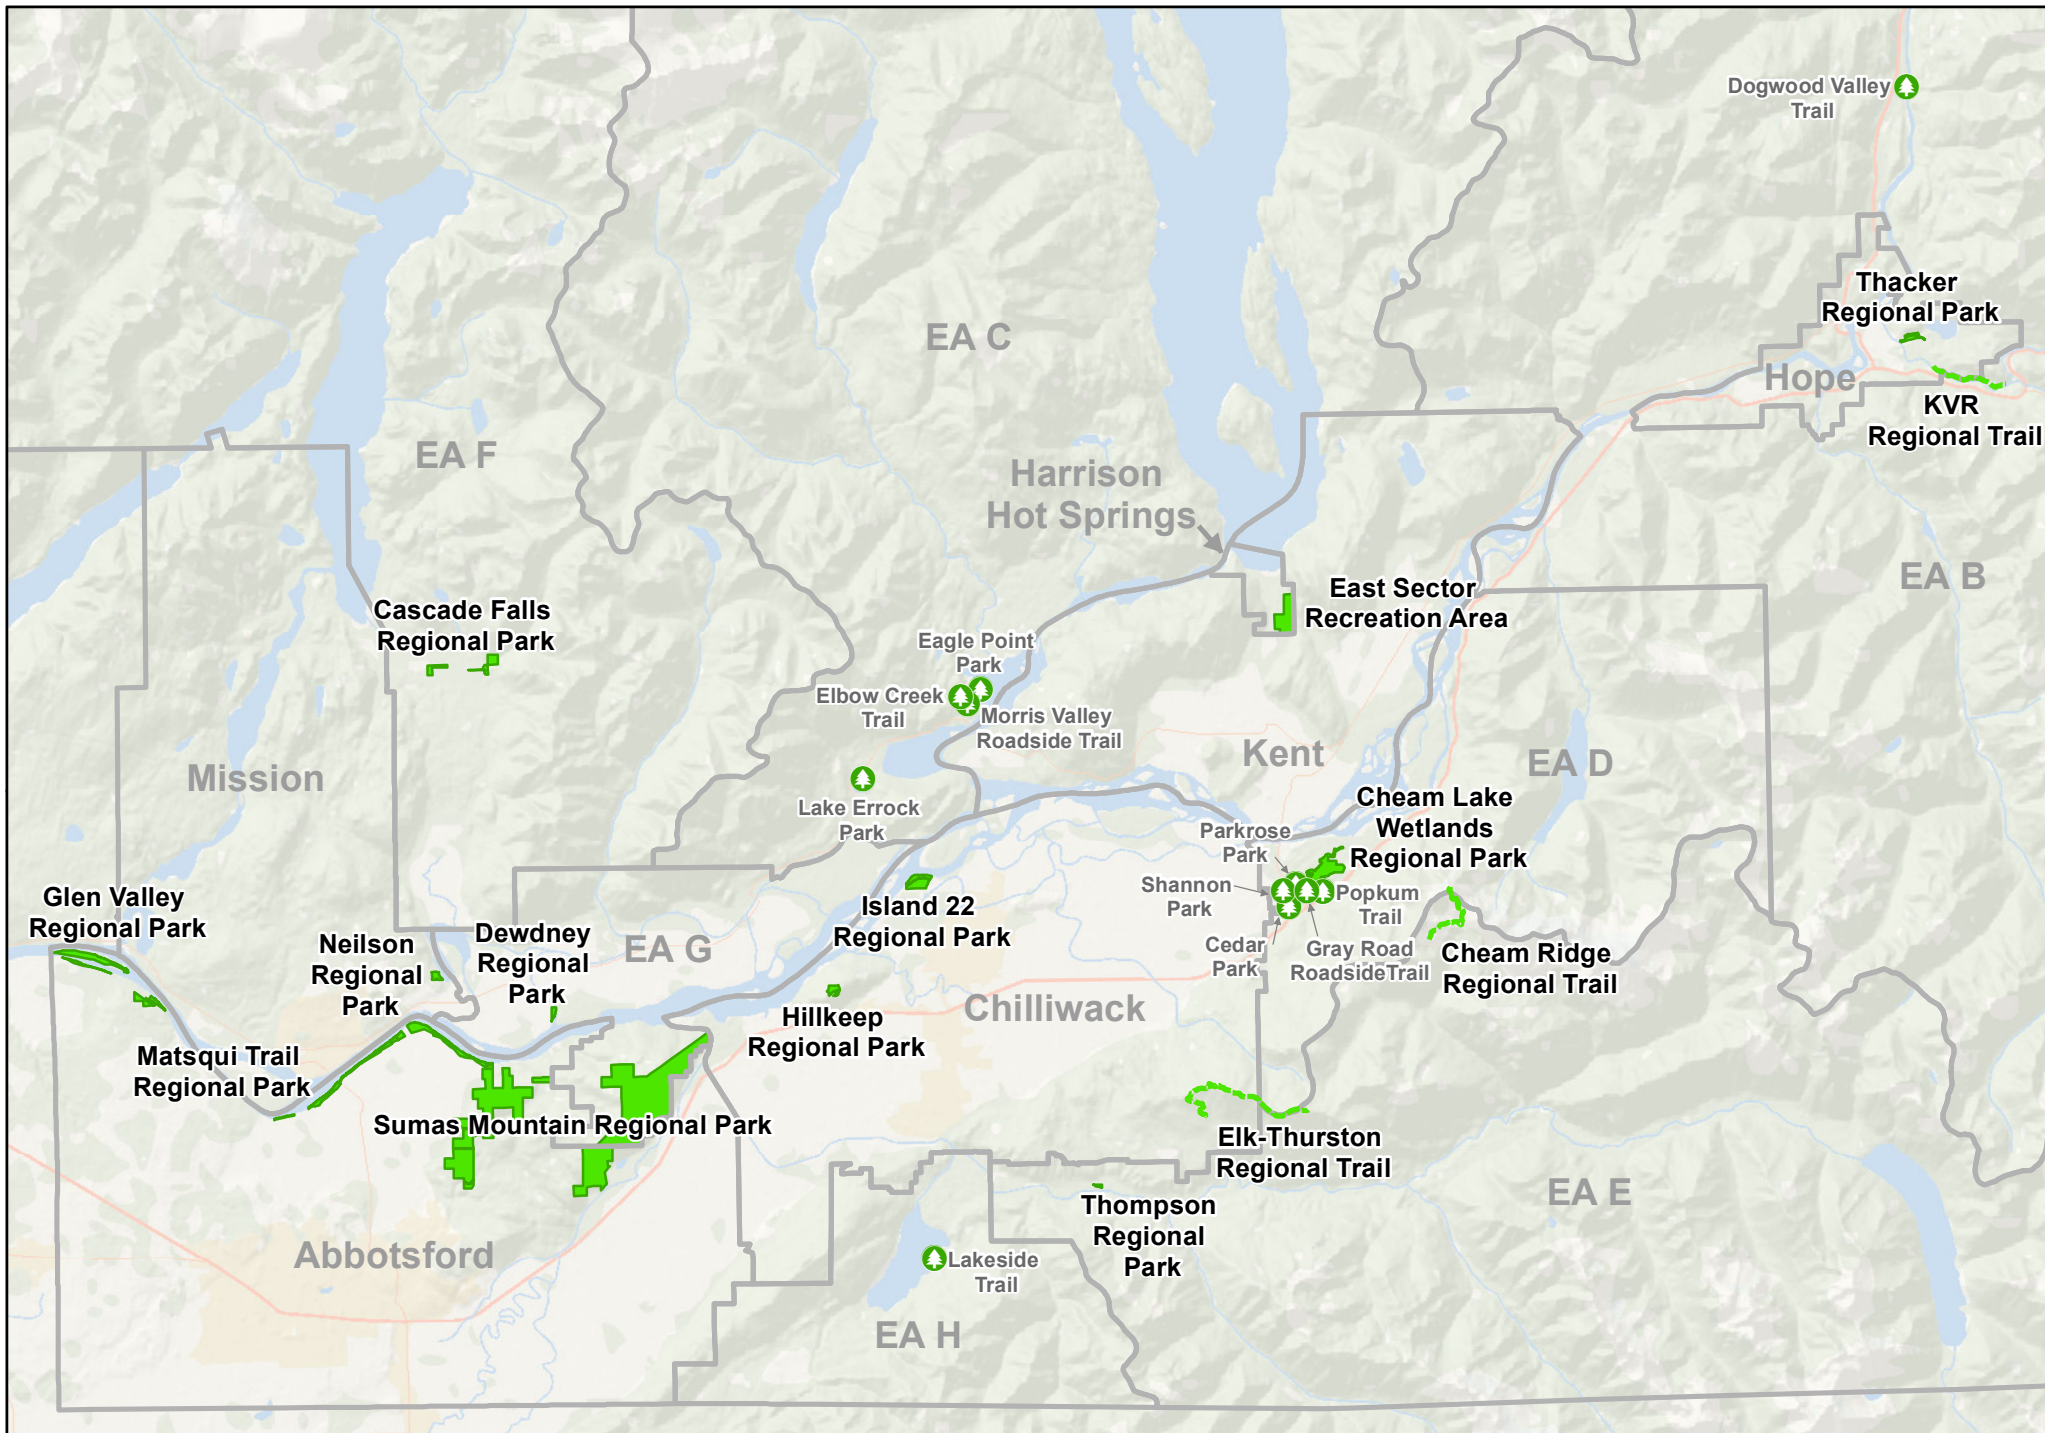 Dogwood Valley
Trail
Thacker
Regional Park
EA C
Hope
KVR
Regional Trail
EA F
Harrison
Hot Springs
EA B
East Sector
Recreation Area
Cascade Falls
Regional Park
Eagle Point
Park
Elbow Creek
Trail
Morris Valley
Roadside Trail
Kent
EA D
Mission
Lake Errock
Park
Cheam Lake
Wetlands
Regional Park
Parkrose
Park
Shannon
Park
Popkum
Trail
Glen Valley
Regional Park
Island 22
Regional Park
Neilson
Regional
Park
Dewdney
Regional
Park
EA G
Cedar
Park
Gray Road
RoadsideTrail
Cheam Ridge
Regional Trail
Chilliwack
Hillkeep
Regional Park
Matsqui Trail
Regional Park
Sumas Mountain Regional Park
Elk-Thurston
Regional Trail
EA E
Thompson
Regional
Park
Abbotsford
Lakeside
Trail
EA H